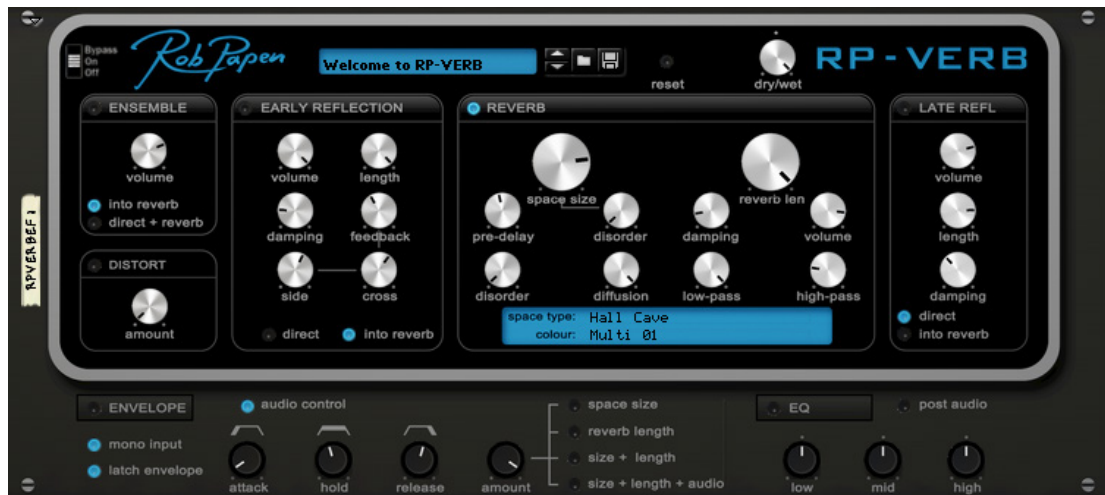 Bypass
On
Off
Rob Papen
Welcome to RP-VERB
reset
dry/wet
RP-VERB
ENSEMBLE
volume
into reverb
direct + reverb
DISTORT
amount
EARLY REFLECTION
volume length
damping feedback
side cross
direct into reverb
REVERB
space size reverb len
pre-delay disorder damping volume
disorder diffusion low-pass high-pass
space type: Hall Cave
colour: Multi 01
LATE REFL
volume
length
damping
direct
into reverb
RPVERBEF 1
ENVELOPE
mono input
latch envelope
audio control
attack hold release amount
space size
reverb length
size + length
size + length + audio
EQ
post audio
low mid high